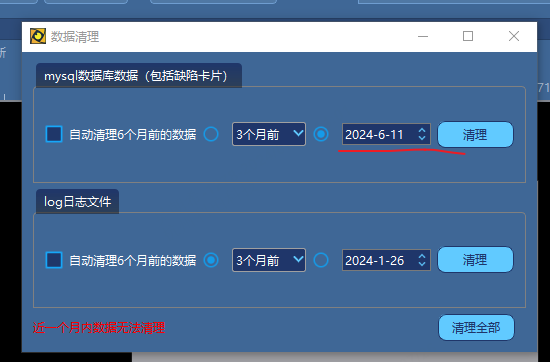 数据清理
mysql数据库数据（包括缺陷卡片）
自动清理6个月前的数据 3个月前 2024-6-11 清理
log日志文件
自动清理6个月前的数据 3个月前 2024-1-26 清理
近一个月内数据无法清理 清理全部